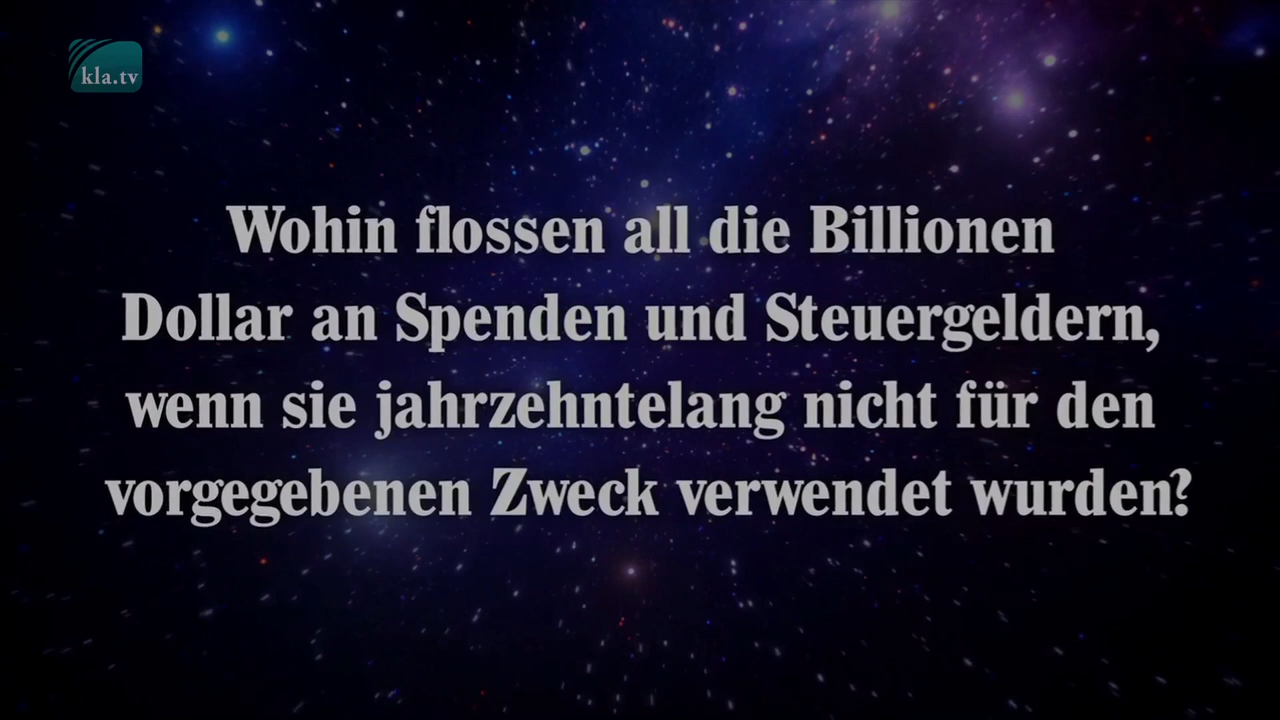 kla.tv
Wohin flossen all die Billionen
Dollar an Spenden und Steuergeldern,
wenn sie jahrzehntelang nicht für den
vorgegebenen Zweck verwendet wurden?